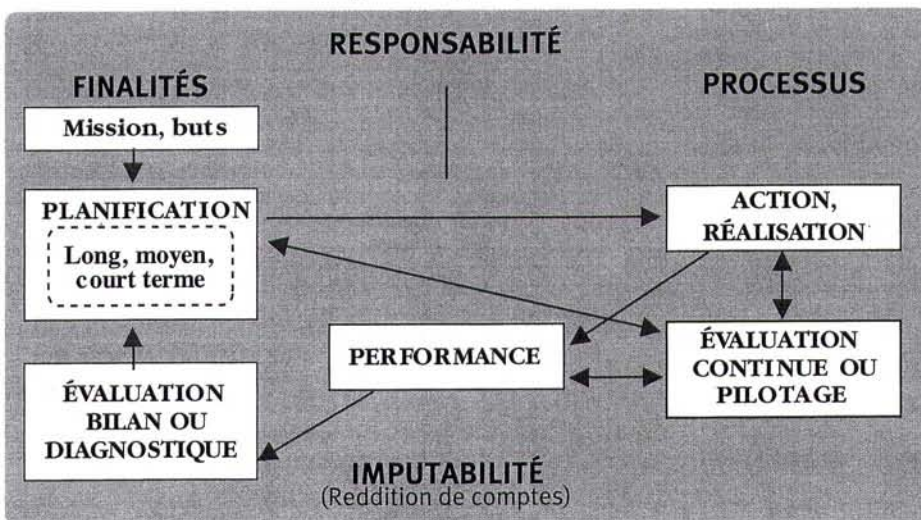 RESPONSABILITÉ
FINALITÉS
PROCESSUS
Mission, buts
PLANIFICATION
Long, moyen,
court terme
ACTION,
RÉALISATION
PERFORMANCE
ÉVALUATION
CONTINUE OU
PILOTAGE
ÉVALUATION
BILAN OU
DIAGNOSTIQUE
IMPUTABILITÉ
(Reddition de comptes)